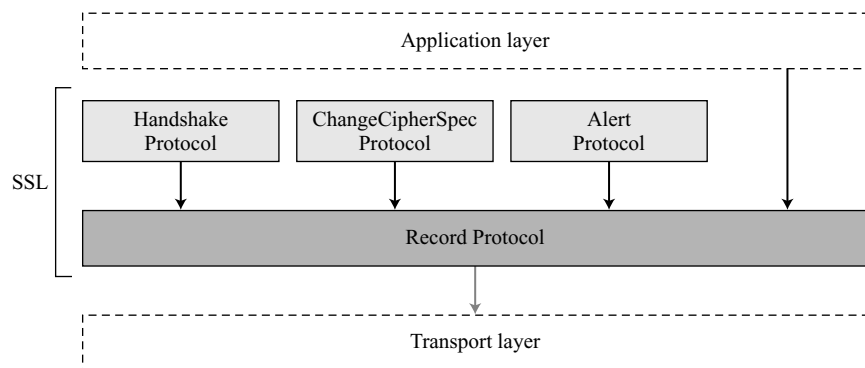 Application layer
SSL
Handshake
Protocol
ChangeCipherSpec
Protocol
Alert
Protocol
Record Protocol
Transport layer